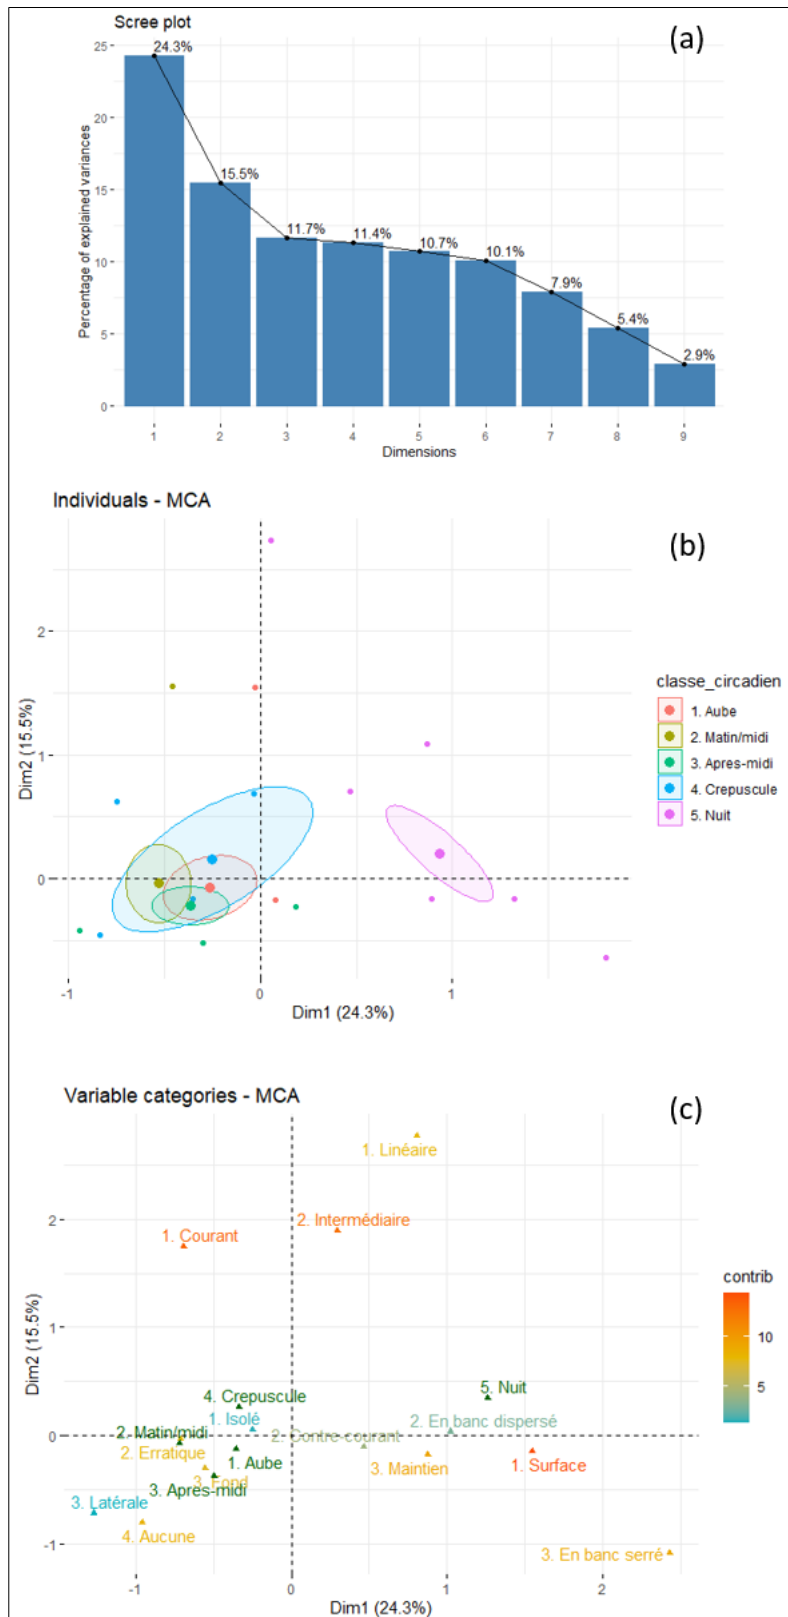 Scree plot
(a)
25
20
15
10
5
0
24.3%
15.5%
11.7%
11.4%
10.7%
10.1%
7.9%
5.4%
2.9%
Percentage of explained variances
1 2 3 4 5 6 7 8 9
Dimensions
Individuals - MCA
(b)
2
1
0
Dim2 (15.5%)
-1 0 1
Dim1 (24.3%)
classe_circadien
1. Aube
2. Matin/midi
3. Apres-midi
4. Crepuscule
5. Nuit
Variable categories - MCA
(c)
1. Linéaire
2. Intermédiaire
1. Courant
4. Crepuscule
5. Nuit
1. Isolé
2. En banc dispersé
2. Matin/midi
2. Contre-courant
2. Erratique
1. Aube
3. Maintien
1. Surface
3. Fond
3. Apres-midi
3. Latérale
4. Aucune
3. En banc serré
2
1
0
-1
Dim2 (15.5%)
-1 0 1 2
Dim1 (24.3%)
contrib
10
5